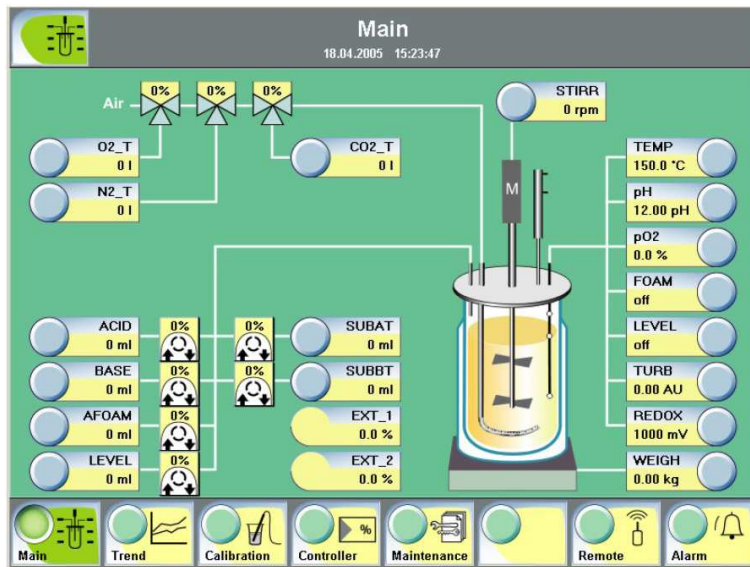 Main
18.04.2005 15:23:47
Air
0%
0%
0%
STIRR
0 rpm
O2_T
0 l
CO2_T
0 l
N2_T
0 l
M
TEMP
150.0 °C
pH
12.00 pH
pO2
0.0 %
FOAM
off
LEVEL
off
TURB
0.00 AU
REDOX
1000 mV
WEIGH
0.00 kg
ACID
0 ml
0%
0%
SUBAT
0 ml
BASE
0 ml
0%
0%
SUBBT
0 ml
AFOAM
0 ml
0%
EXT_1
0.0 %
LEVEL
0 ml
0%
EXT_2
0.0 %
Main
Trend
Calibration
%
Controller
Maintenance
Remote
Alarm